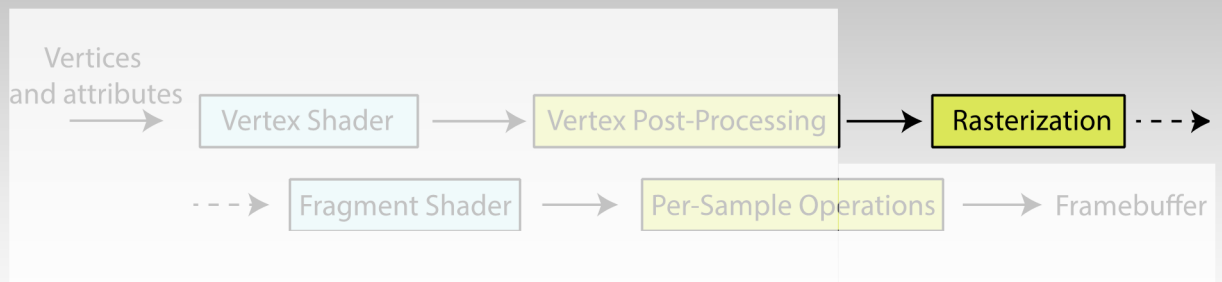 Vertices
and attributes
Vertex Shader
Vertex Post-Processing
Rasterization
Fragment Shader
Per-Sample Operations
Framebuffer